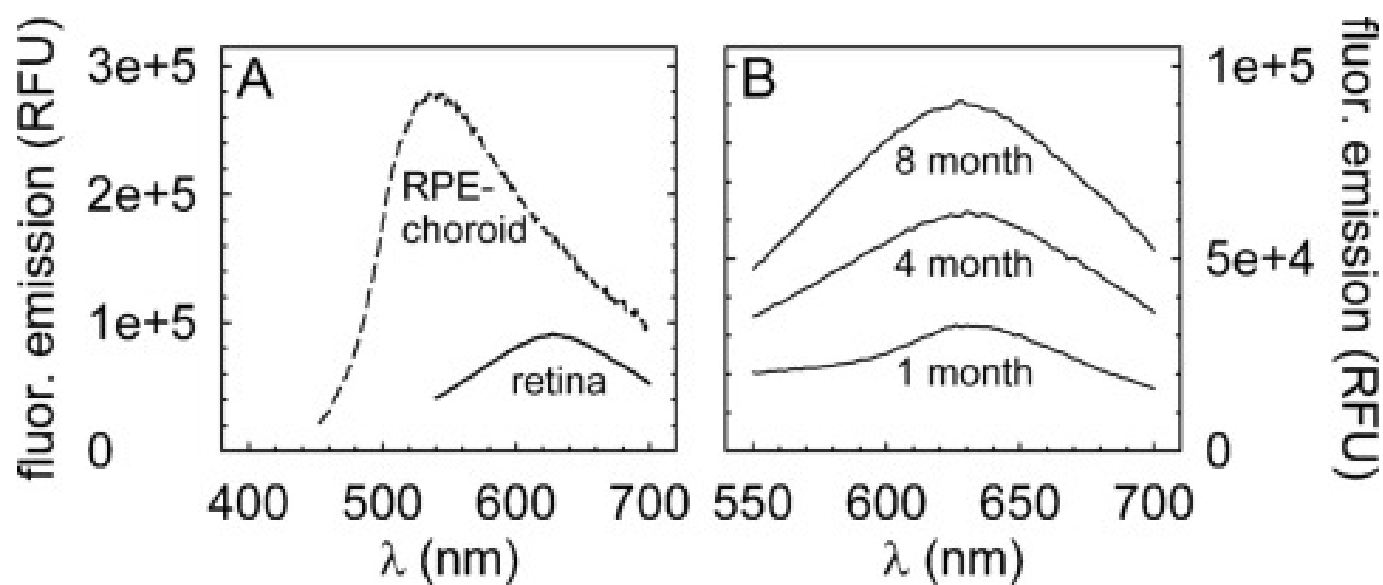 fluor. emission (RFU)
3e+5
2e+5
1e+5
0
A
RPE-
choroid
retina
400 500 600 700
λ (nm)
B
8 month
4 month
1 month
550 600 650 700
λ (nm)
1e+5
5e+4
0
fluor. emission (RFU)